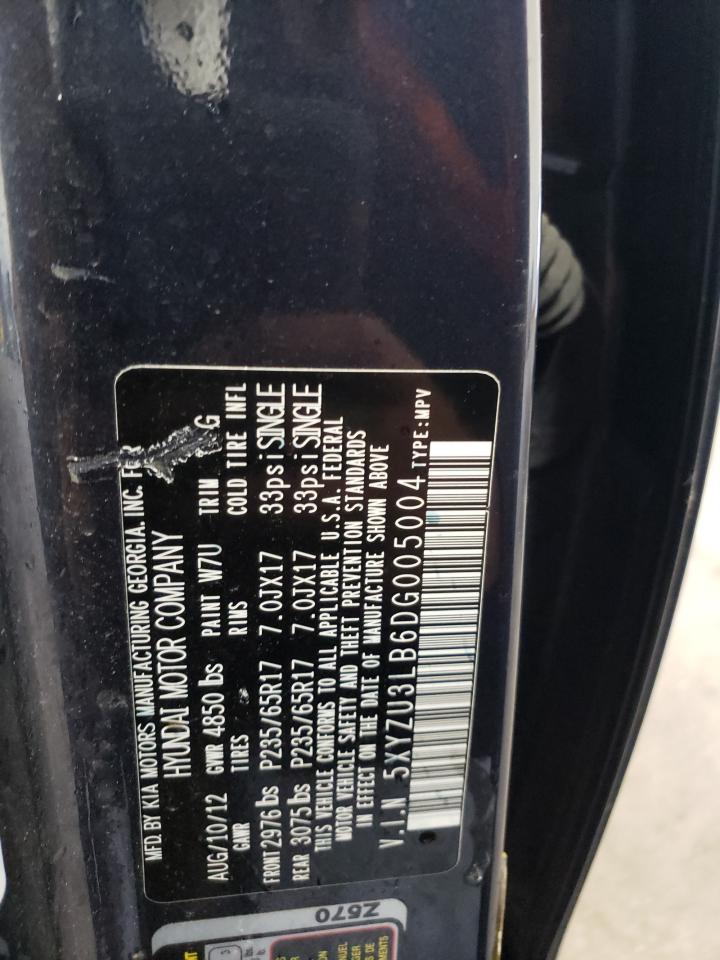 MFD. BY KIA MOTORS MANUFACTURING GEORGIA. INC. FOR
HYUNDAI MOTOR COMPANY
AUG/10/12 GVWR 4850 lbs PAINT W7U TRIM G
GAWR TIRES RIMS COLD TIRE INFL
FRONT 2976 lbs P235/65R17 7.0JX17 33psi SINGLE
REAR 3075 lbs P235/65R17 7.0JX17 33psi SINGLE
THIS VEHICLE CONFORMS TO ALL APPLICABLE U.S.A. FEDERAL
MOTOR VEHICLE SAFETY AND THEFT PREVENTION STANDARDS
IN EFFECT ON THE DATE OF MANUFACTURE SHOWN ABOVE
V.I.N 5XYZU3LB6DG005004 TYPE:MPV
Z570